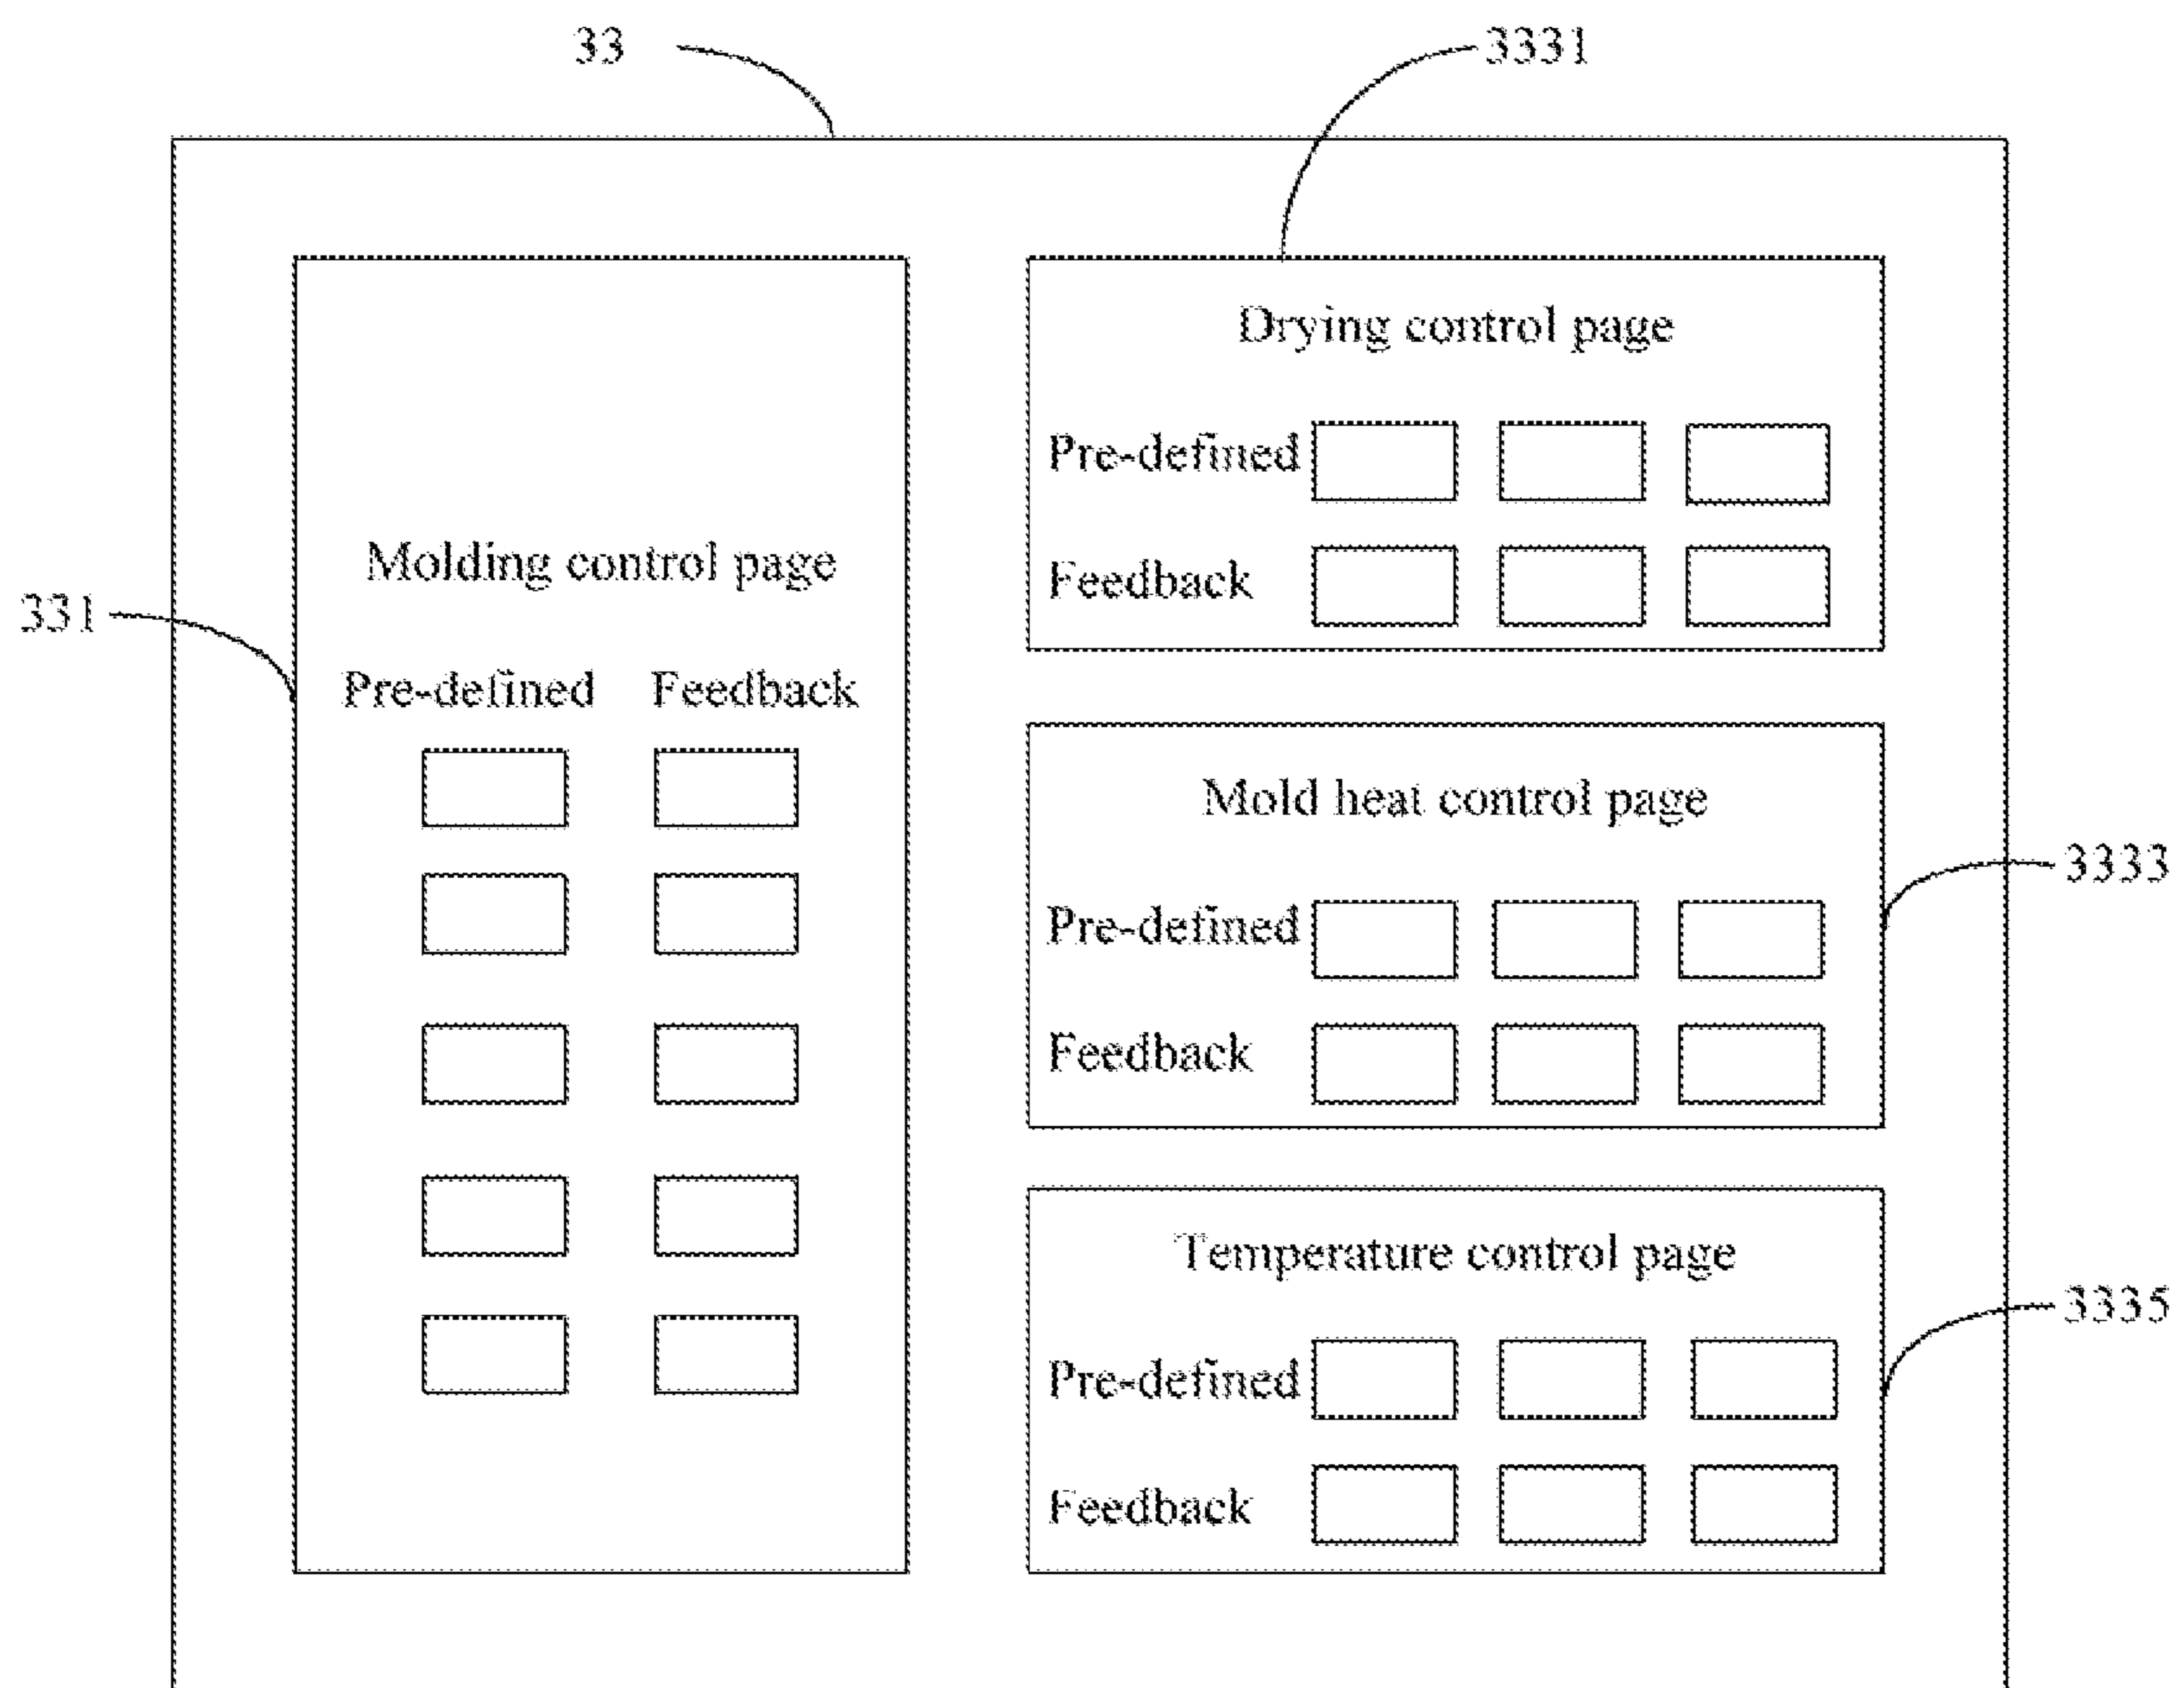 33
3331
Molding control page
331
Pre-defined Feedback
Drying control page
Pre-defined
Feedback
Mold heat control page
3333
Pre-defined
Feedback
Temperature control page
3335
Pre-defined
Feedback